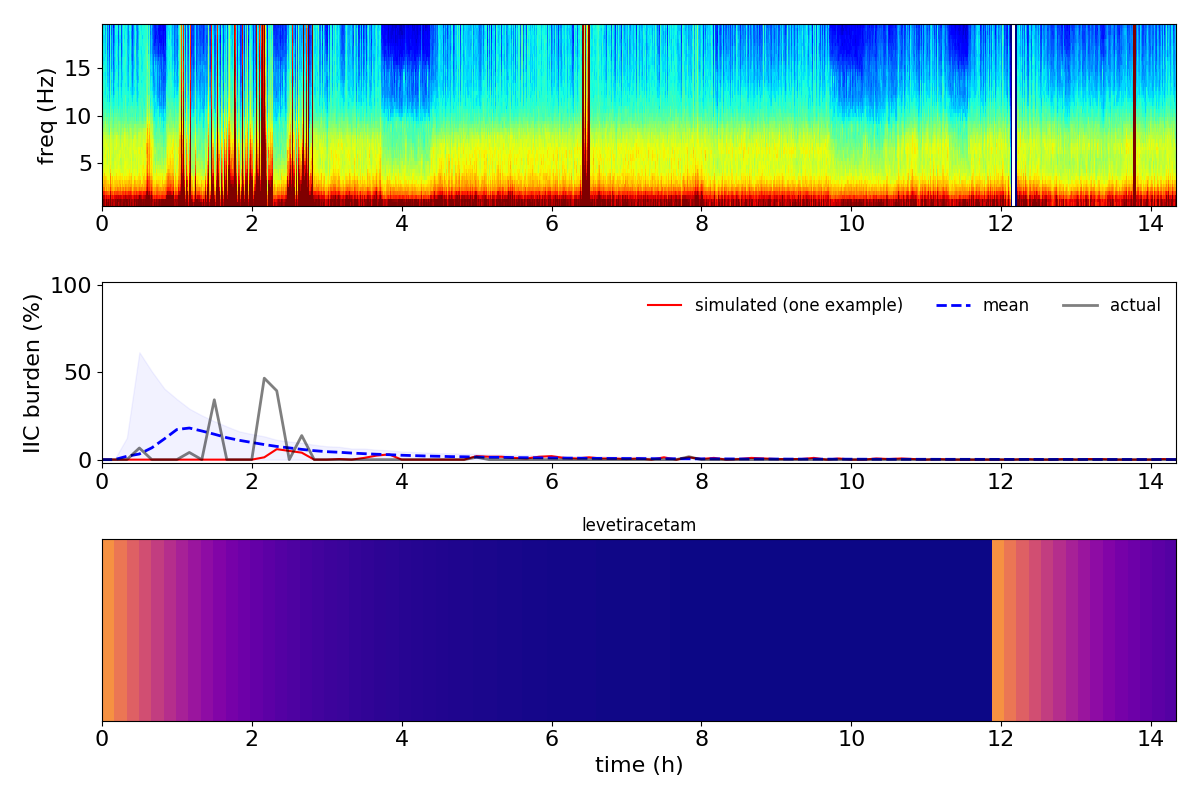 freq (Hz)
15
10
5
0 2 4 6 8 10 12 14
IIC burden (%)
100
50
0
simulated (one example) mean actual
0 2 4 6 8 10 12 14
levetiracetam
0 2 4 6 8 10 12 14
time (h)